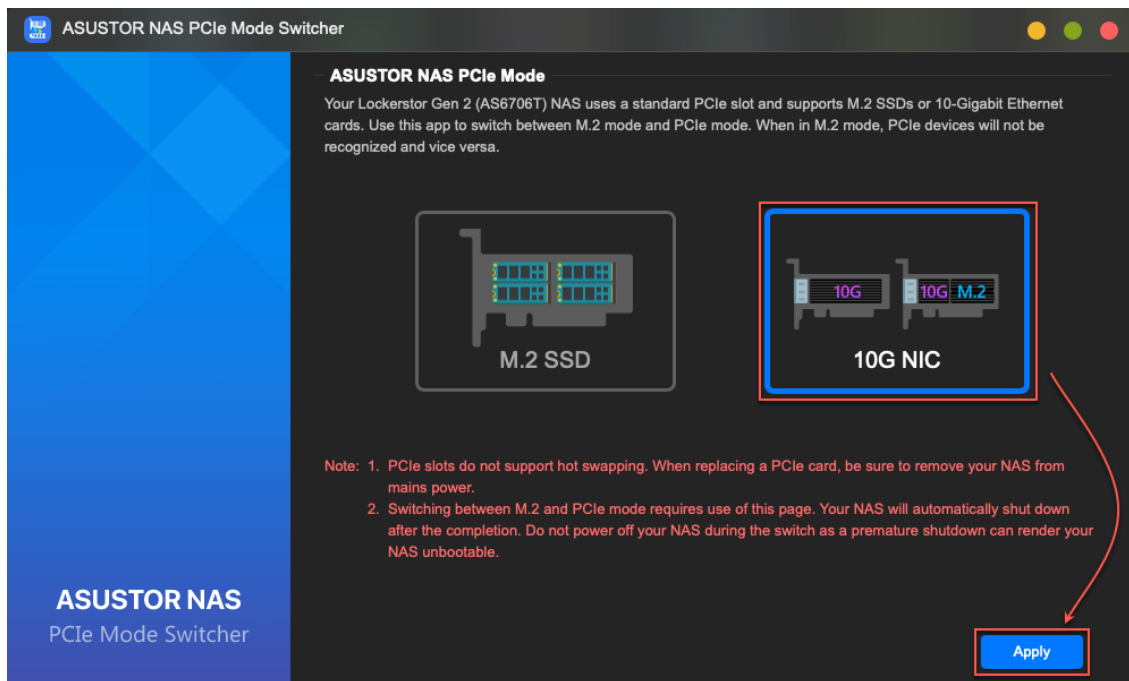 ASUSTOR NAS PCIe Mode Switcher
ASUSTOR NAS PCIe Mode
Your Lockerstor Gen 2 (AS6706T) NAS uses a standard PCIe slot and supports M.2 SSDs or 10-Gigabit Ethernet
cards. Use this app to switch between M.2 mode and PCIe mode. When in M.2 mode, PCIe devices will not be
recognized and vice versa.
M.2 SSD
10G
10G M.2
10G NIC
Note: 1. PCIe slots do not support hot swapping. When replacing a PCIe card, be sure to remove your NAS from
mains power.
2. Switching between M.2 and PCIe mode requires use of this page. Your NAS will automatically shut down
after the completion. Do not power off your NAS during the switch as a premature shutdown can render your
NAS unbootable.
ASUSTOR NAS
PCIe Mode Switcher
Apply